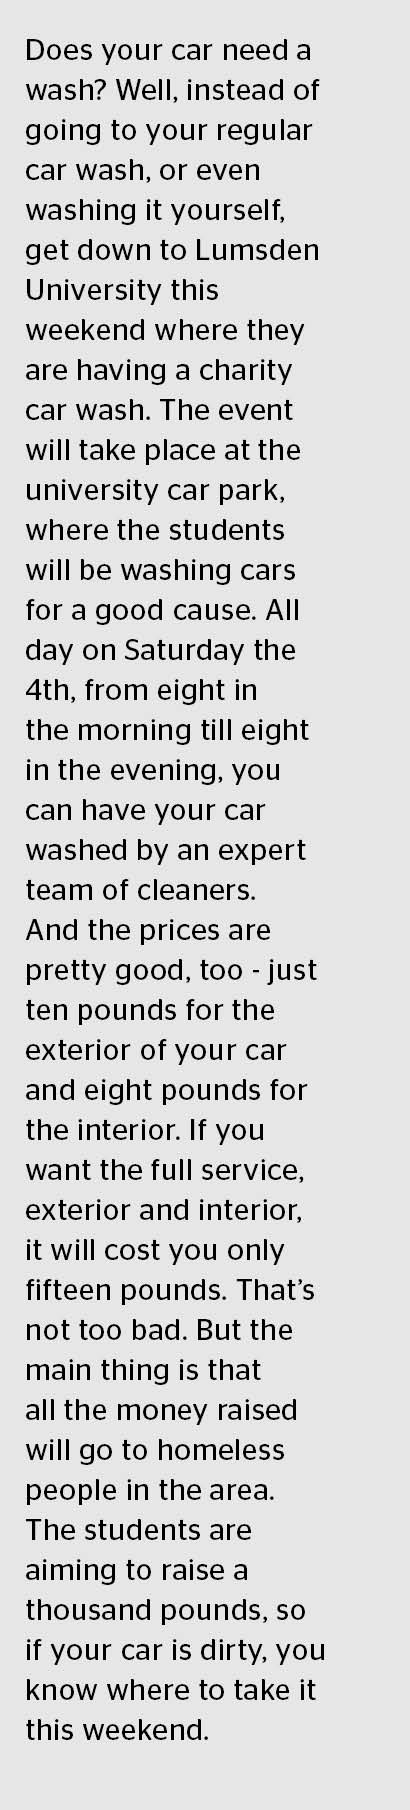 Does your car need a
wash? Well, instead of
going to your regular
car wash, or even
washing it yourself,
get down to Lumsden
University this
weekend where they
are having a charity
car wash. The event
will take place at the
university car park,
where the students
will be washing cars
for a good cause. All
day on Saturday the
4th, from eight in
the morning till eight
in the evening, you
can have your car
washed by an expert
team of cleaners.
And the prices are
pretty good, too - just
ten pounds for the
exterior of your car
and eight pounds for
the interior. If you
want the full service,
exterior and interior,
it will cost you only
fifteen pounds. That’s
not too bad. But the
main thing is that
all the money raised
will go to homeless
people in the area.
The students are
aiming to raise a
thousand pounds, so
if your car is dirty, you
know where to take it
this weekend.